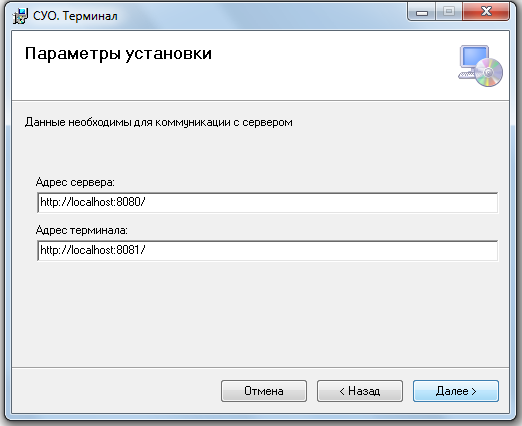 СУО. Терминал
Параметры установки
Данные необходимы для коммуникации с сервером
Адрес сервера:
http://localhost:8080/
Адрес терминала:
http://localhost:8081/
Отмена
< Назад
Далее >